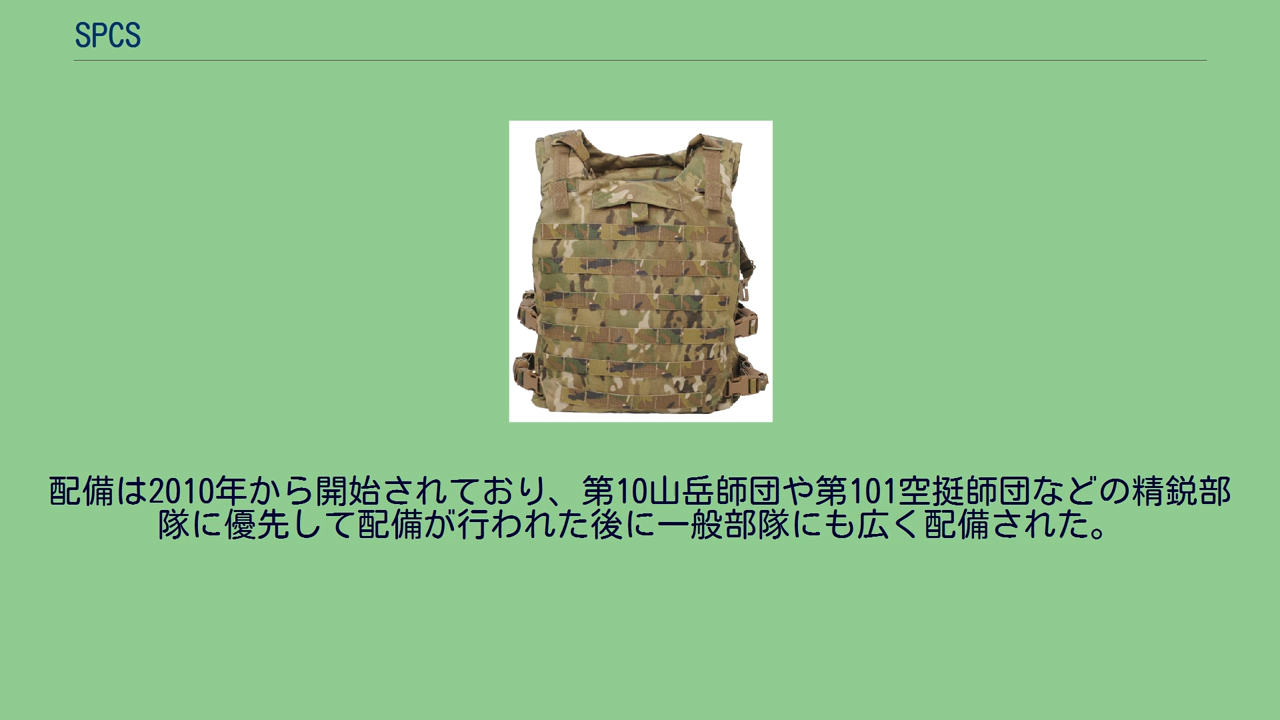 SPCS
配備は2010年から開始されており、第10山岳師団や第101空挺師団などの精鋭部
隊に優先して配備が行われた後に一般部隊にも広く配備された。